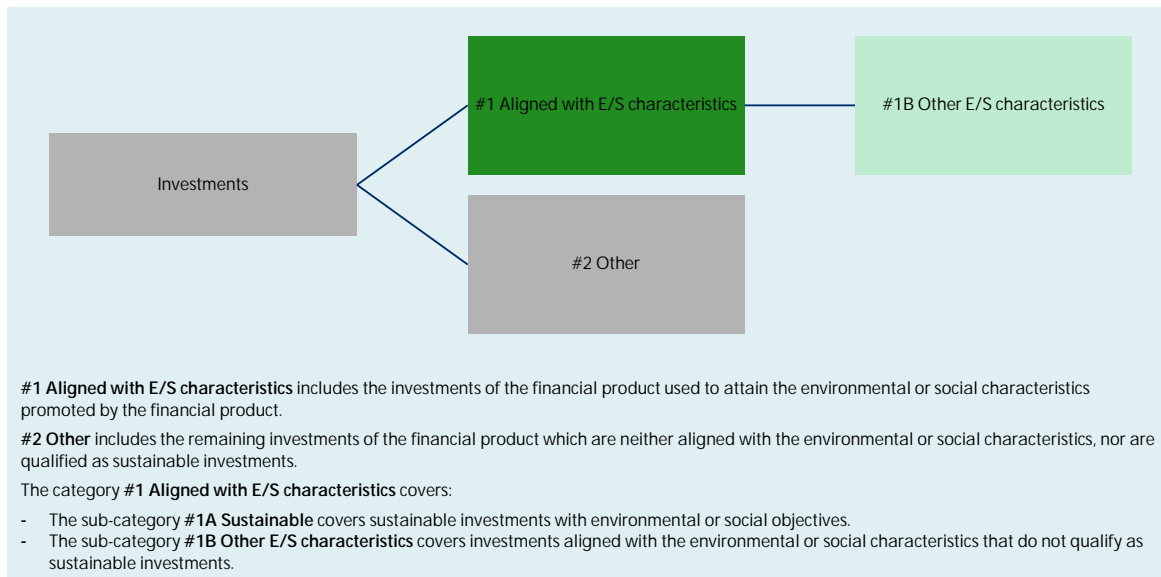 #1 Aligned with E/S characteristics
#1B Other E/S characteristics
Investments
#2 Other
#1 Aligned with E/S characteristics includes the investments of the financial product used to attain the environmental or social characteristics
promoted by the financial product.
#2 Other includes the remaining investments of the financial product which are neither aligned with the environmental or social characteristics, nor are
qualified as sustainable investments.
The category #1 Aligned with E/S characteristics covers:
- The sub-category #1A Sustainable covers sustainable investments with environmental or social objectives.
- The sub-category #1B Other E/S characteristics covers investments aligned with the environmental or social characteristics that do not qualify as
sustainable investments.